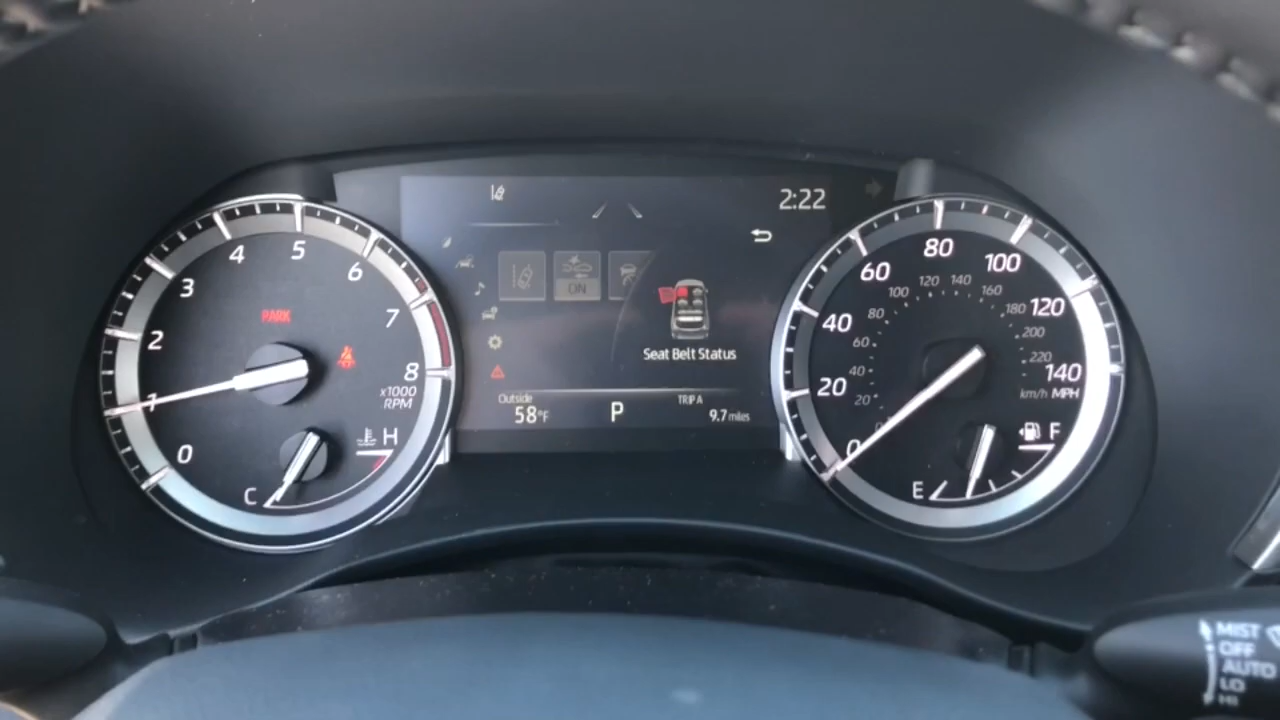 2:22
ON
Seat Belt Status
Outside
58°F
P
TRIP A
9.7 miles
0
1
2
3
4
5
6
7
8
x1000
RPM
PARK
C
H
0
20
40
60
80
100
120
140
20
40
60
80
100
120
140
160
180
200
220
km/h MPH
E
F
MIST
OFF
AUTO
LO
HI